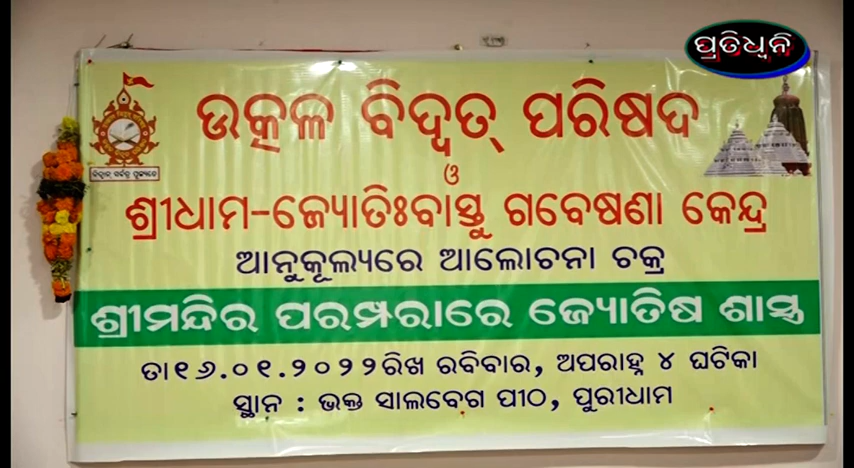 ପ୍ରତିଧ୍ୱନି
ଉତ୍କଳ ବିଦ୍ୱତ୍ ପରିଷଦ
ଓ
ଶ୍ରୀଧାମ-ଜ୍ୟୋତିଃବାସ୍ତୁ ଗବେଷଣା କେନ୍ଦ୍ର
ଆନୁକୂଲ୍ୟରେ ଆଲୋଚନା ଚକ୍ର
ଶ୍ରୀମନ୍ଦିର ପରମ୍ପରାରେ ଜ୍ୟୋତିଷ ଶାସ୍ତ୍ର
ତା୧୬.୦୧.୨୦୨୨ରିଖ ରବିବାର, ଅପରାହ୍ନ ୪ ଘଟିକା
ସ୍ଥାନ : ଭକ୍ତ ସାଲବେଗ ପୀଠ, ପୁରୀଧାମ